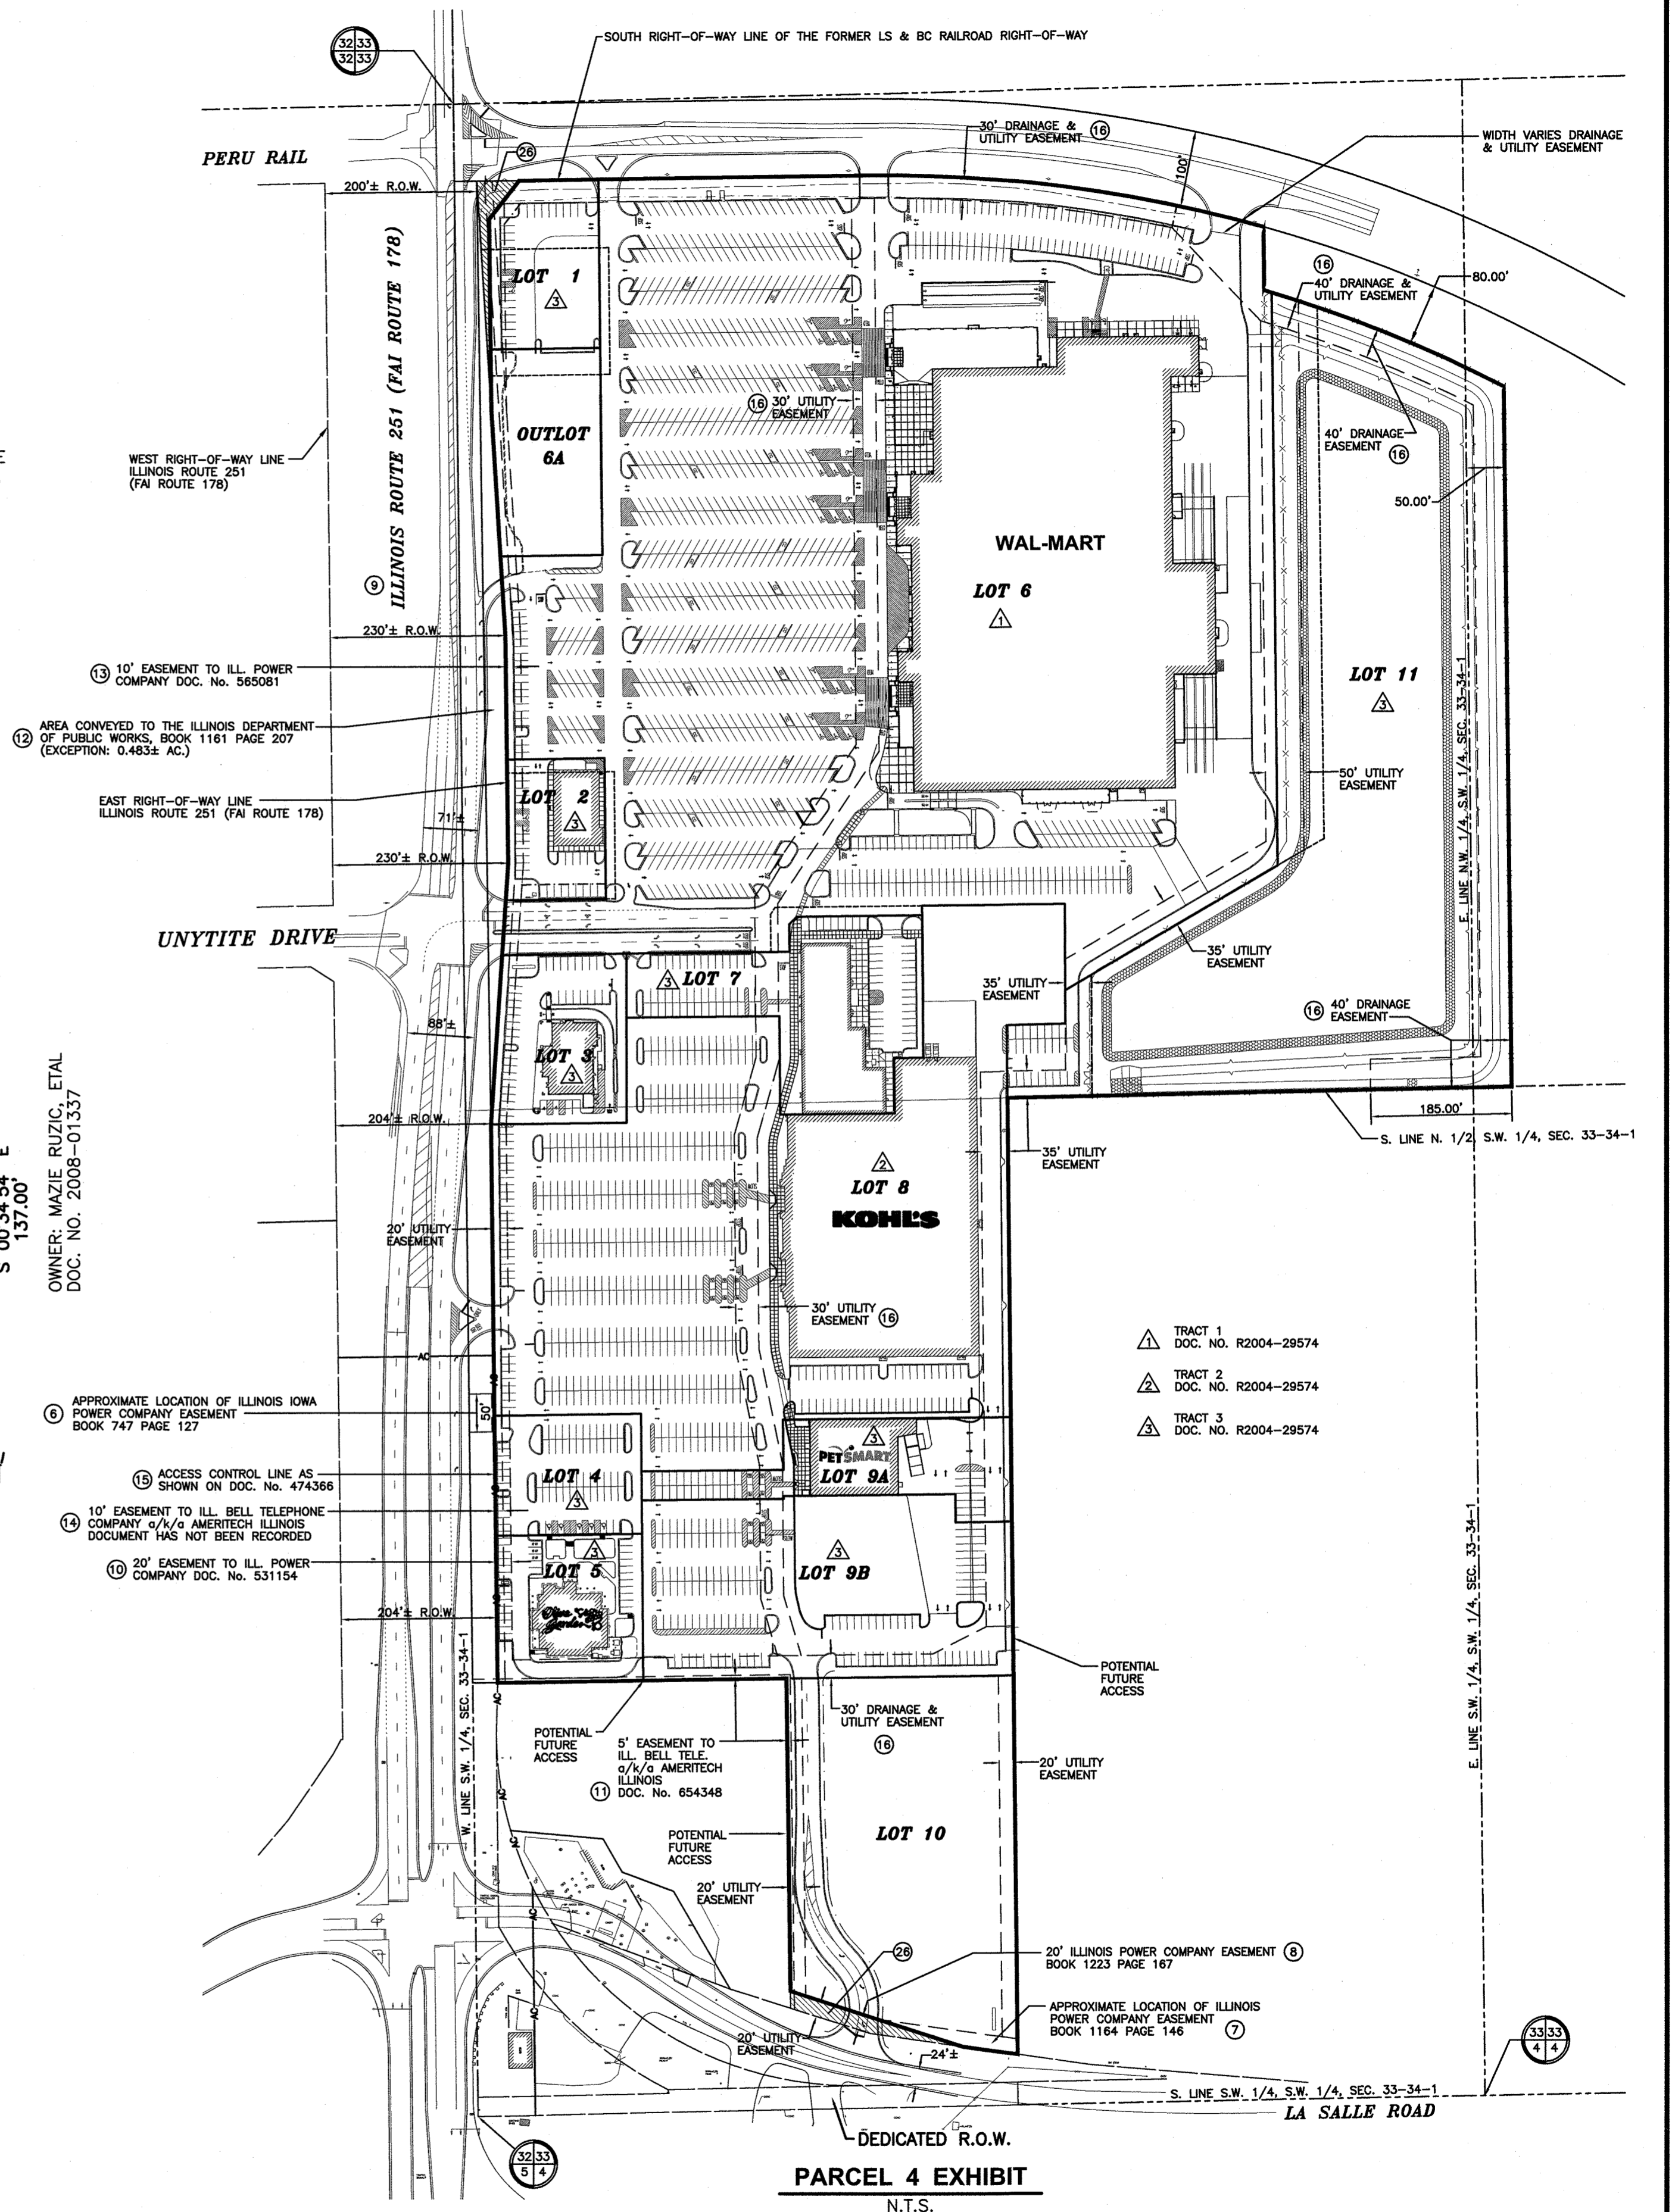 32 33
32 33
SOUTH RIGHT-OF-WAY LINE OF THE FORMER LS & BC RAILROAD RIGHT-OF-WAY
PERU RAIL
26
30' DRAINAGE &
UTILITY EASEMENT
16
100'
WIDTH VARIES DRAINAGE
& UTILITY EASEMENT
200'± R.O.W.
ILLINOIS ROUTE 251 (FAI ROUTE 178)
9
LOT 1
3
16
40' DRAINAGE &
UTILITY EASEMENT
80.00'
16
30' UTILITY
EASEMENT
OUTLOT
6A
WEST RIGHT-OF-WAY LINE
ILLINOIS ROUTE 251
(FAI ROUTE 178)
40' DRAINAGE
EASEMENT
16
50.00'
WAL-MART
LOT 6
1
230'± R.O.W.
13
10' EASEMENT TO ILL. POWER
COMPANY DOC. No. 565081
LOT 11
3
E. LINE N.W. 1/4, S.W. 1/4, SEC. 33-34-1
12
AREA CONVEYED TO THE ILLINOIS DEPARTMENT
OF PUBLIC WORKS, BOOK 1161 PAGE 207
(EXCEPTION: 0.483± AC.)
50' UTILITY
EASEMENT
EAST RIGHT-OF-WAY LINE
ILLINOIS ROUTE 251 (FAI ROUTE 178)
LOT 2
3
71'±
230'± R.O.W.
UNYTITE DRIVE
35' UTILITY
EASEMENT
3
LOT 7
35' UTILITY
EASEMENT
16
40' DRAINAGE
EASEMENT
88'±
LOT 3
3
OWNER: MAZIE RUZIC, ETAL
DOC. NO. 2008-01337
137.00'
204'± R.O.W.
185.00'
S. LINE N. 1/2, S.W. 1/4, SEC. 33-34-1
35' UTILITY
EASEMENT
2
LOT 8
KOHL'S
20' UTILITY
EASEMENT
30' UTILITY
EASEMENT
16
1
TRACT 1
DOC. NO. R2004-29574
2
TRACT 2
DOC. NO. R2004-29574
3
TRACT 3
DOC. NO. R2004-29574
AC
6
APPROXIMATE LOCATION OF ILLINOIS IOWA
POWER COMPANY EASEMENT
BOOK 747 PAGE 127
50'
3
PETSMART
LOT 9A
15
ACCESS CONTROL LINE AS
SHOWN ON DOC. No. 474366
LOT 4
3
14
10' EASEMENT TO ILL. BELL TELEPHONE
COMPANY a/k/a AMERITECH ILLINOIS
DOCUMENT HAS NOT BEEN RECORDED
10
20' EASEMENT TO ILL. POWER
COMPANY DOC. No. 531154
3
LOT 5
Olive Garden
3
LOT 9B
204'± R.O.W.
W. LINE S.W. 1/4, SEC. 33-34-1
E. LINE S.W. 1/4, S.W. 1/4, SEC. 33-34-1
POTENTIAL
FUTURE
ACCESS
AC
POTENTIAL
FUTURE
ACCESS
5' EASEMENT TO
ILL. BELL TELE.
a/k/a AMERITECH
ILLINOIS
11
DOC. No. 654348
30' DRAINAGE &
UTILITY EASEMENT
16
20' UTILITY
EASEMENT
AC
POTENTIAL
FUTURE
ACCESS
LOT 10
20' UTILITY
EASEMENT
AC
26
20' ILLINOIS POWER COMPANY EASEMENT
8
BOOK 1223 PAGE 167
APPROXIMATE LOCATION OF ILLINOIS
POWER COMPANY EASEMENT
BOOK 1164 PAGE 146
7
20' UTILITY
EASEMENT
24'±
33 33
4 4
S. LINE S.W. 1/4, S.W. 1/4, SEC. 33-34-1
LA SALLE ROAD
DEDICATED R.O.W.
32 33
5 4
PARCEL 4 EXHIBIT
N.T.S.